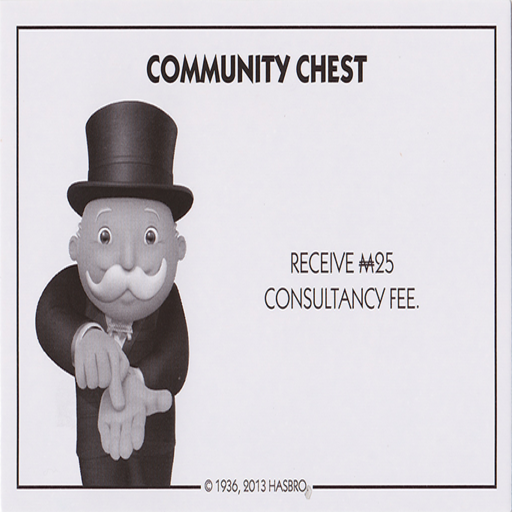 COMMUNITY CHEST
RECEIVE ₩25
CONSULTANCY FEE.
© 1936, 2013 HASBRO.